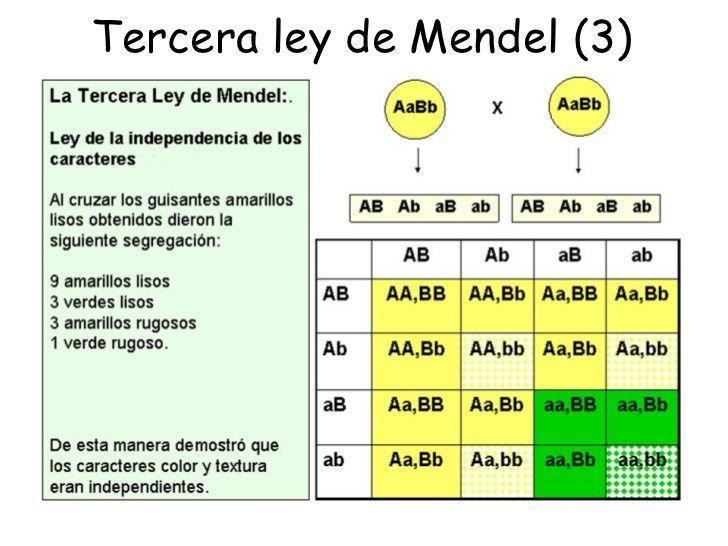 Tercera ley de Mendel (3)
La Tercera Ley de Mendel:.
Ley de la independencia de los
caracteres
Al cruzar los guisantes amarillos
lisos obtenidos dieron la
siguiente segregación:
9 amarillos lisos
3 verdes lisos
3 amarillos rugosos
1 verde rugoso.
De esta manera demostró que
los caracteres color y textura
eran independientes.
AaBb X AaBb
AB Ab aB ab AB Ab aB ab
AB Ab aB ab
AB AA,BB AA,Bb Aa,BB Aa,Bb
Ab AA,Bb AA,bb Aa,Bb Aa,bb
aB Aa,BB Aa,Bb aa,BB aa,Bb
ab Aa,Bb Aa,bb aa,Bb aa,bb